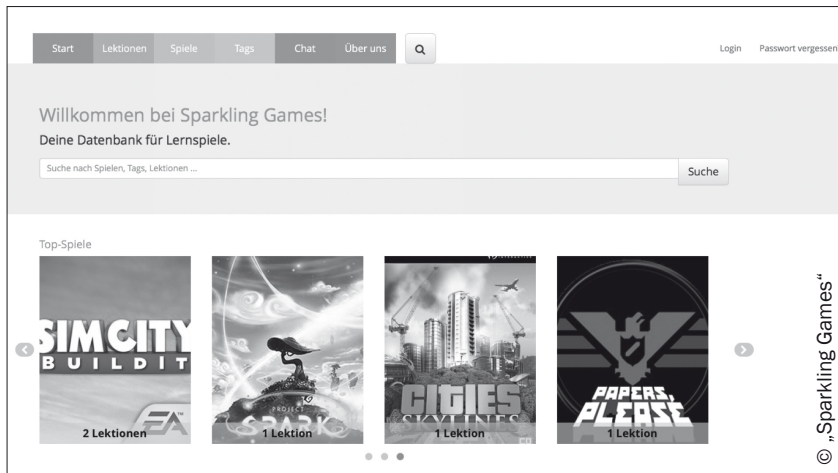 Start Lektionen Spiele Tags Chat Über uns Login Passwort vergessen
Willkommen bei Sparkling Games!
Deine Datenbank für Lernspiele.
Suche nach Spielen, Tags, Lektionen ... Suche
Top-Spiele
SIMCITY
BUILDIT
EA
2 Lektionen
PROJECT
SPARK
1 Lektion
CITIES
SKYLINES
1 Lektion
PAPERS,
PLEASE
1 Lektion
© „Sparkling Games“